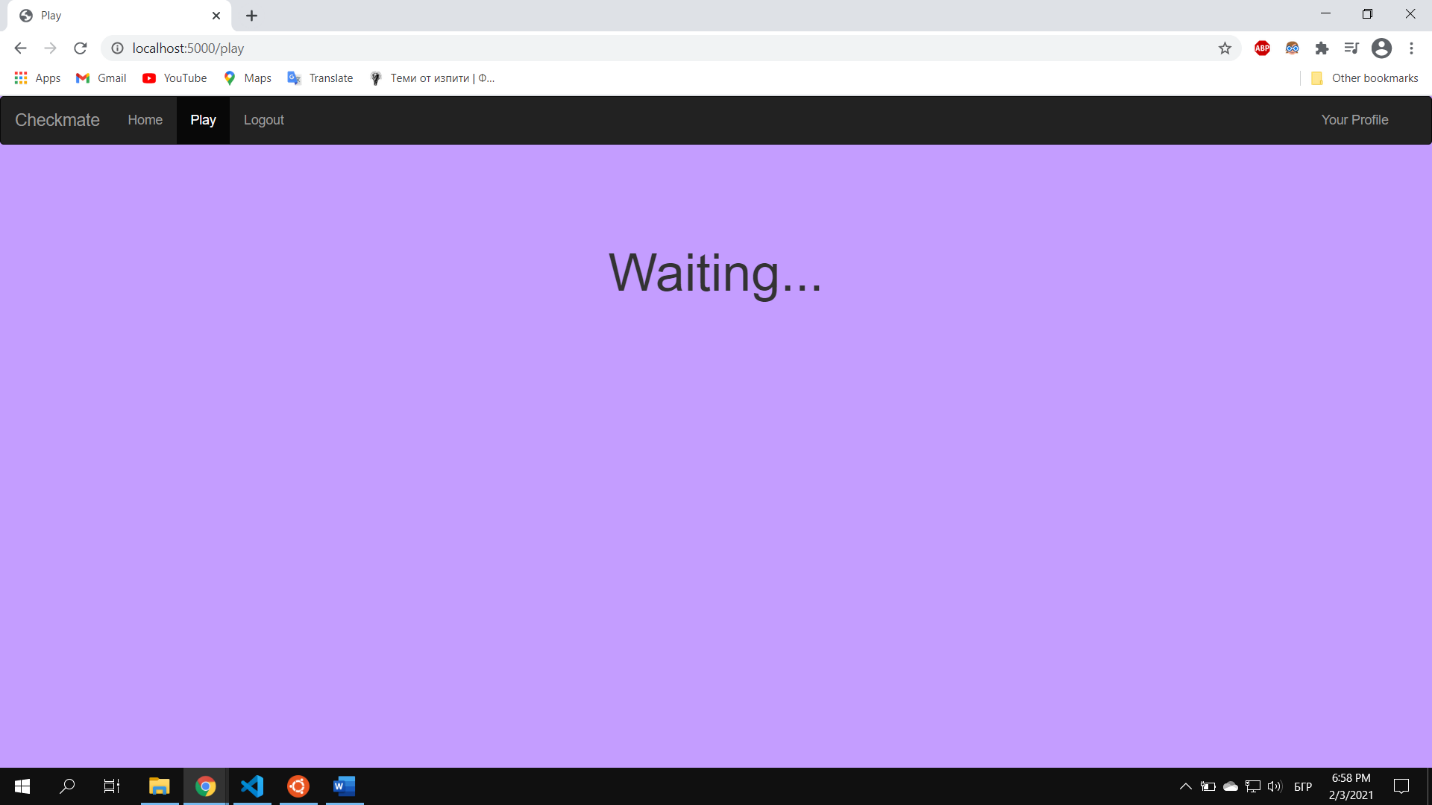 Play
localhost:5000/play
Apps Gmail YouTube Maps Translate Теми от изпити | Ф... Other bookmarks
ABP
Checkmate Home Play Logout Your Profile
Waiting...
БГР
6:58 PM
2/3/2021